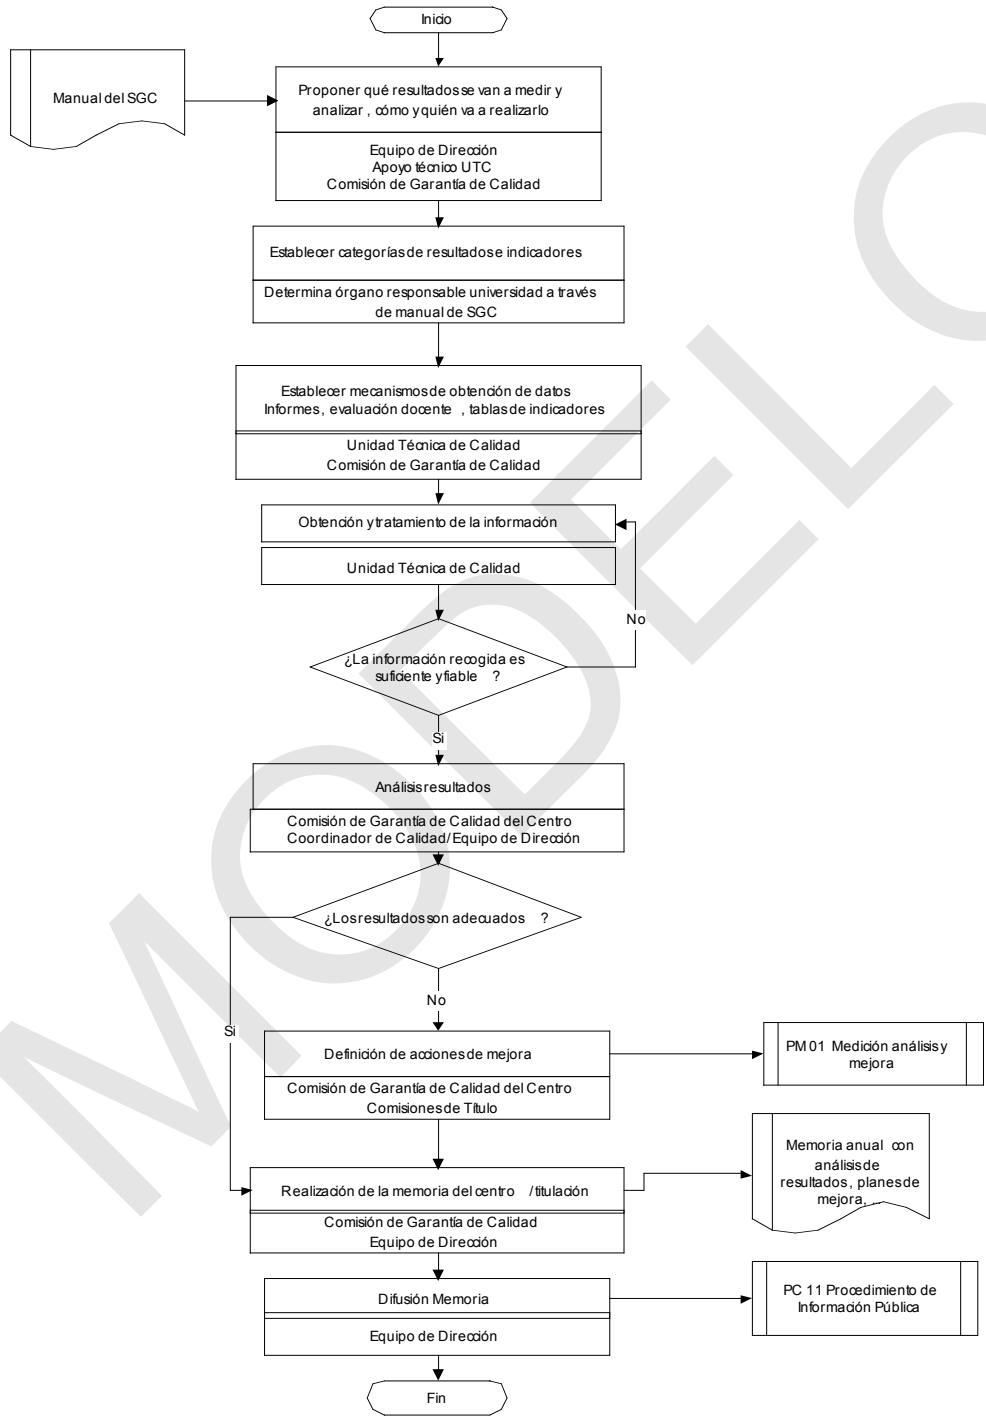 Inicio
Manual del SGC
Proponer qué resultados se van a medir y
analizar , cómo y quién va a realizarlo
Equipo de Dirección
Apoyo técnico UTC
Comisión de Garantía de Calidad
Establecer categorías de resultados e indicadores
Determina órgano responsable universidad a través
de manual de SGC
Establecer mecanismos de obtención de datos
Informes , evaluación docente , tablas de indicadores
Unidad Técnica de Calidad
Comisión de Garantía de Calidad
Obtención y tratamiento de la información
Unidad Técnica de Calidad
No
¿La información recogida es
suficiente y fiable ?
Si
Análisis resultados
Comisión de Garantía de Calidad del Centro
Coordinador de Calidad/Equipo de Dirección
¿Los resultados son adecuados ?
No
Si
Definición de acciones de mejora
Comisión de Garantía de Calidad del Centro
Comisiones de Título
PM 01 Medición análisis y
mejora
Realización de la memoria del centro /titulación
Comisión de Garantía de Calidad
Equipo de Dirección
Memoria anual con
análisis de
resultados , planes de
mejora, ...
Difusión Memoria
Equipo de Dirección
PC 11 Procedimiento de
Información Pública
Fin
MODELO